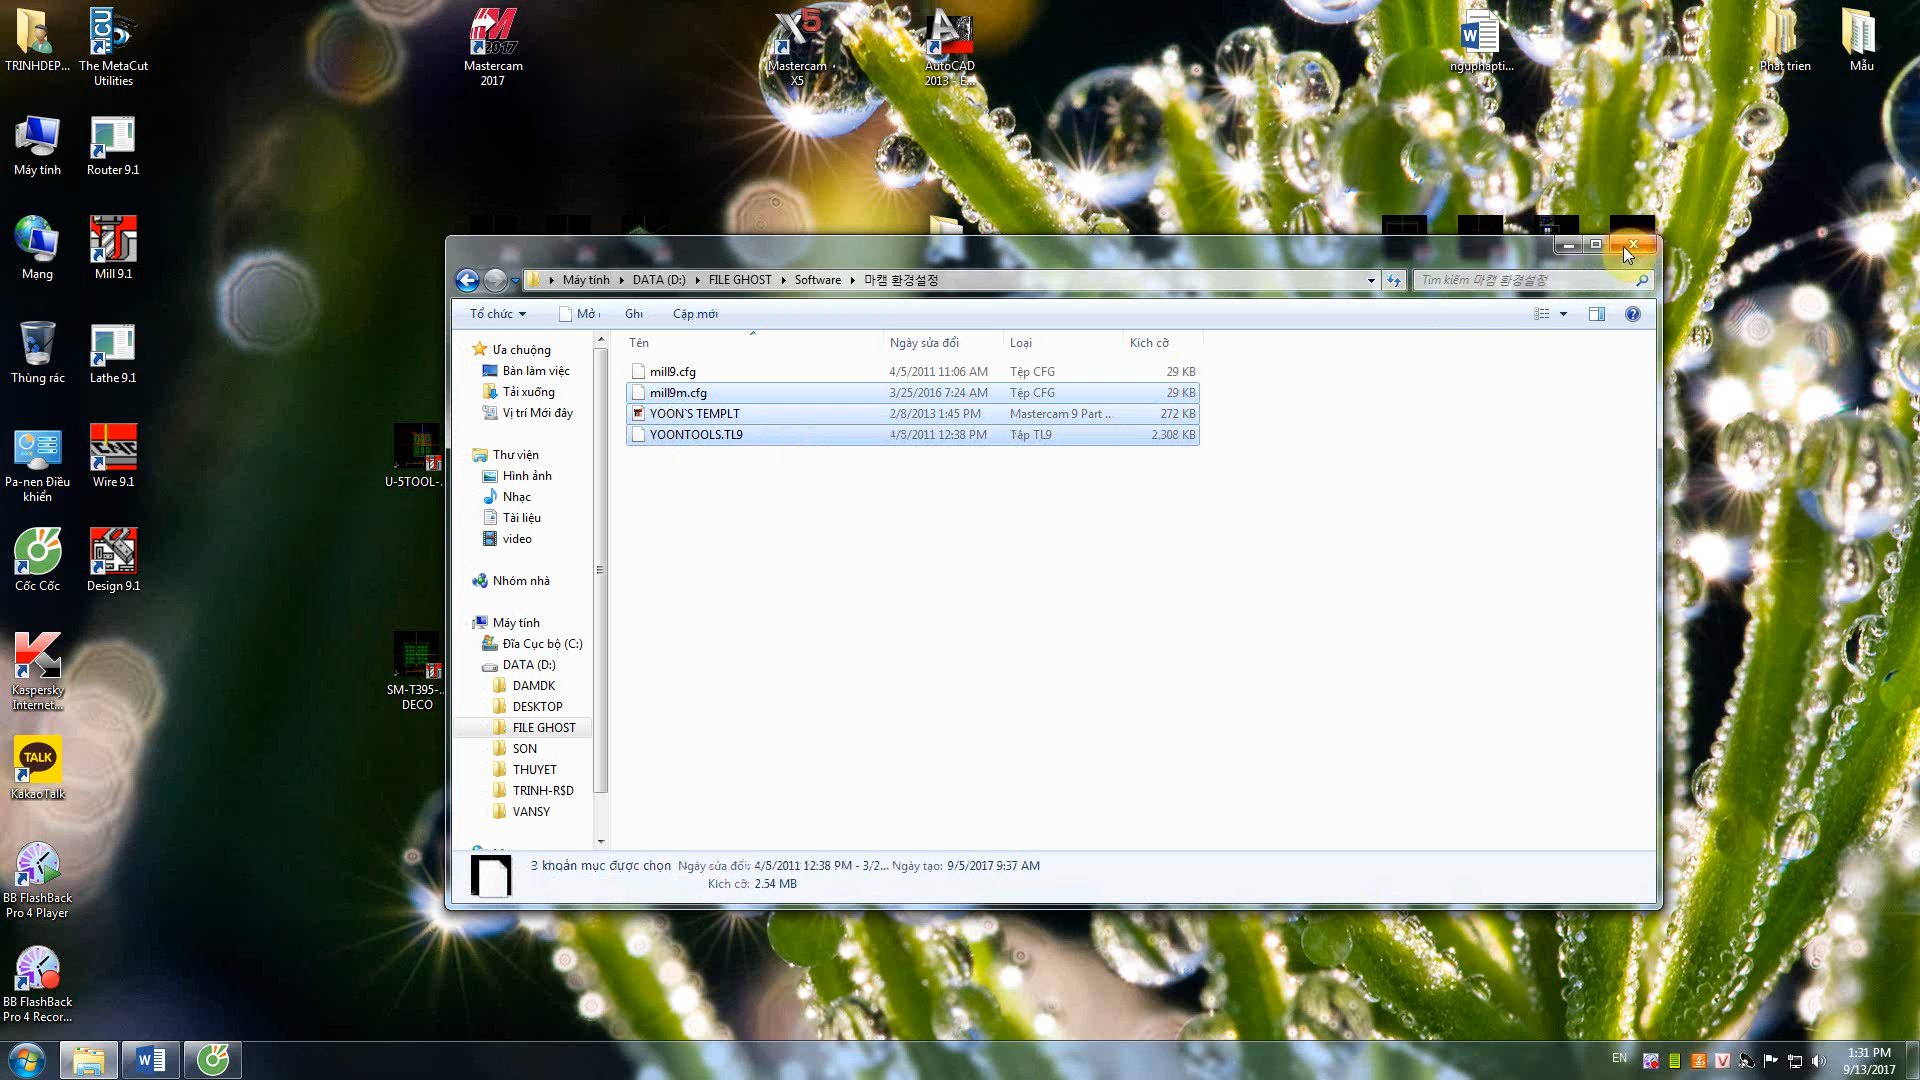 TRINHDEP...
The MetaCut
Utilities
Mastercam
2017
Mastercam
X5
AutoCAD
2013 - E...
nguphapti...
Phát trien
Mẫu
Máy tính
Router 9.1
Mạng
Mill 9.1
Thùng rác
Lathe 9.1
Pa-nen Điều
khiển
Wire 9.1
U-5TOOL-...
Cốc Cốc
Design 9.1
Kaspersky
Internet...
SM-T395-...
DECO
KakaoTalk
BB FlashBack
Pro 4 Player
BB FlashBack
Pro 4 Recor...
Máy tính
DATA (D:)
FILE GHOST
Software
마캠 환경설정
Tìm kiếm 마캠 환경설정
Tổ chức
Mở
Ghi
Cặp mới
Tên
Ngày sửa đổi
Loại
Kích cỡ
mill9.cfg 4/5/2011 11:06 AM Tệp CFG 29 KB
mill9m.cfg 3/25/2016 7:24 AM Tệp CFG 29 KB
YOON`S TEMPLT 2/8/2013 1:45 PM Mastercam 9 Part ... 272 KB
YOONTOOLS.TL9 4/8/2011 12:38 PM Tệp TL9 2,308 KB
Ưa chuộng
Bàn làm việc
Tải xuống
Vị trí Mới đây
Thư viện
Hình ảnh
Nhạc
Tài liệu
video
Nhóm nhà
Máy tính
Đĩa Cục bộ (C:)
DATA (D:)
DAMDK
DESKTOP
FILE GHOST
SON
THUYET
TRINH-R$D
VANSY
3 khoản mục được chọn Ngày sửa đổi: 4/5/2011 12:38 PM - 3/2... Ngày tạo: 9/5/2017 9:37 AM
Kích cỡ: 2.54 MB
EN
1:31 PM
9/13/2017